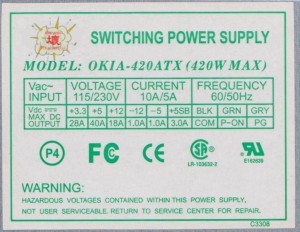 壞
SWITCHING POWER SUPPLY
MODEL: OKIA-420ATX (420W MAX)
Vac~ INPUT VOLTAGE 115/230V CURRENT 10A/5A FREQUENCY 60/50Hz
Vdc MAX DC OUTPUT +3.3 +5 +12 −12 −5 +5SB BLK GRN GRY
28A 40A 18A 1.0A 1.0A 3.0A COM P-ON PG
P4 FC CE SA LR-103032-2 E162639
WARNING:
HAZARDOUS VOLTAGES CONTAINED WITHIN THIS POWER SUPPLY,
NOT USER SERVICEABLE. RETURN TO SERVICE CENTER FOR REPAIR.
C3308